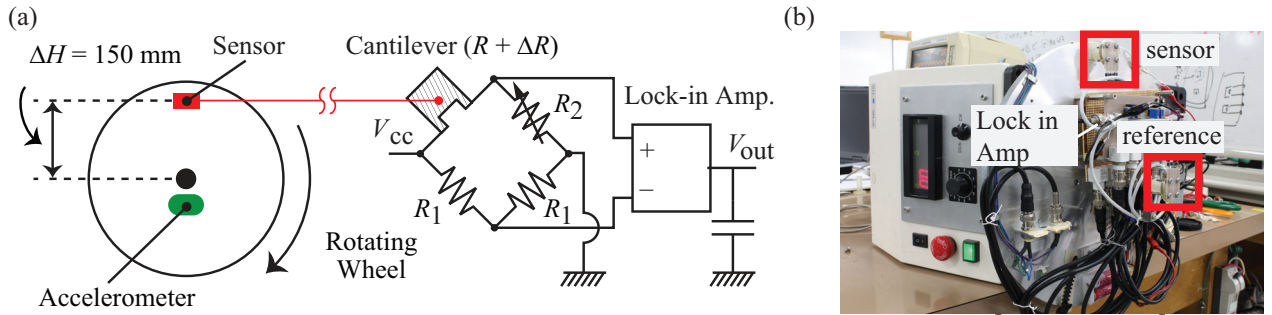 (a)
ΔH = 150 mm
Sensor
Cantilever (R + ΔR)
Vcc
R2
R1
R1
Lock-in Amp.
+
−
Vout
Rotating
Wheel
Accelerometer
(b)
sensor
Lock in
Amp
reference